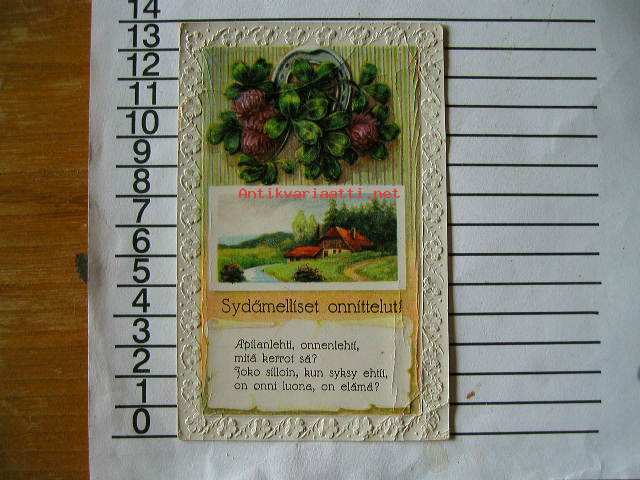 14
13
12
11
10
9
8
7
6
5
4
3
2
1
0
Antikvariaatti.net
Sydämelliset onnittelut!
Apilanlehti, onnenlehti,
mitä kerrot sä?
Joko silloin, kun syksy ehtii,
on onni luona, on elämä?